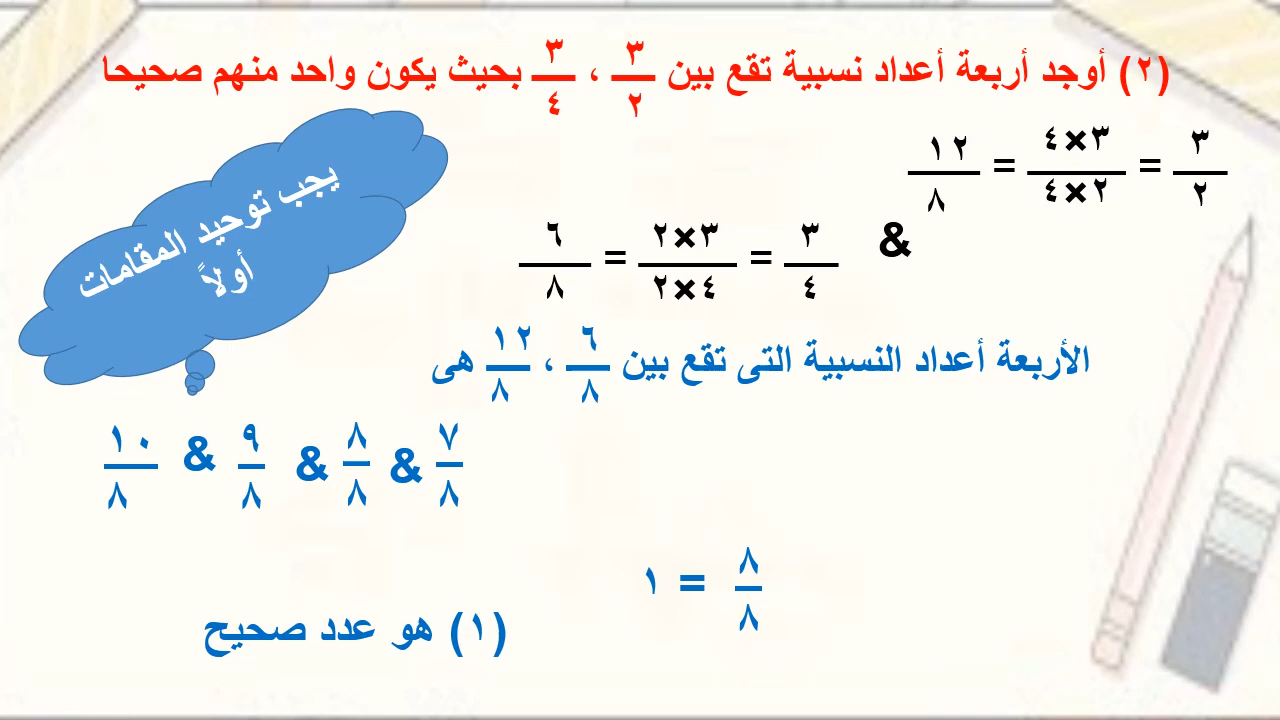 (٢) أوجد أربعة أعداد نسبية تقع بين ٣/٢ ، ٣/٤ بحيث يكون واحد منهم صحيحا
٣/٢ = ٣×٤/٢×٤ = ١٢/٨
& ٣/٤ = ٣×٢/٤×٢ = ٦/٨
يجب توحيد المقامات
أولاً
الأربعة أعداد النسبية التى تقع بين ٦/٨ ، ١٢/٨ هى
٧/٨ & ٨/٨ & ٩/٨ & ١٠/٨
٨/٨ = ١
(١) هو عدد صحيح